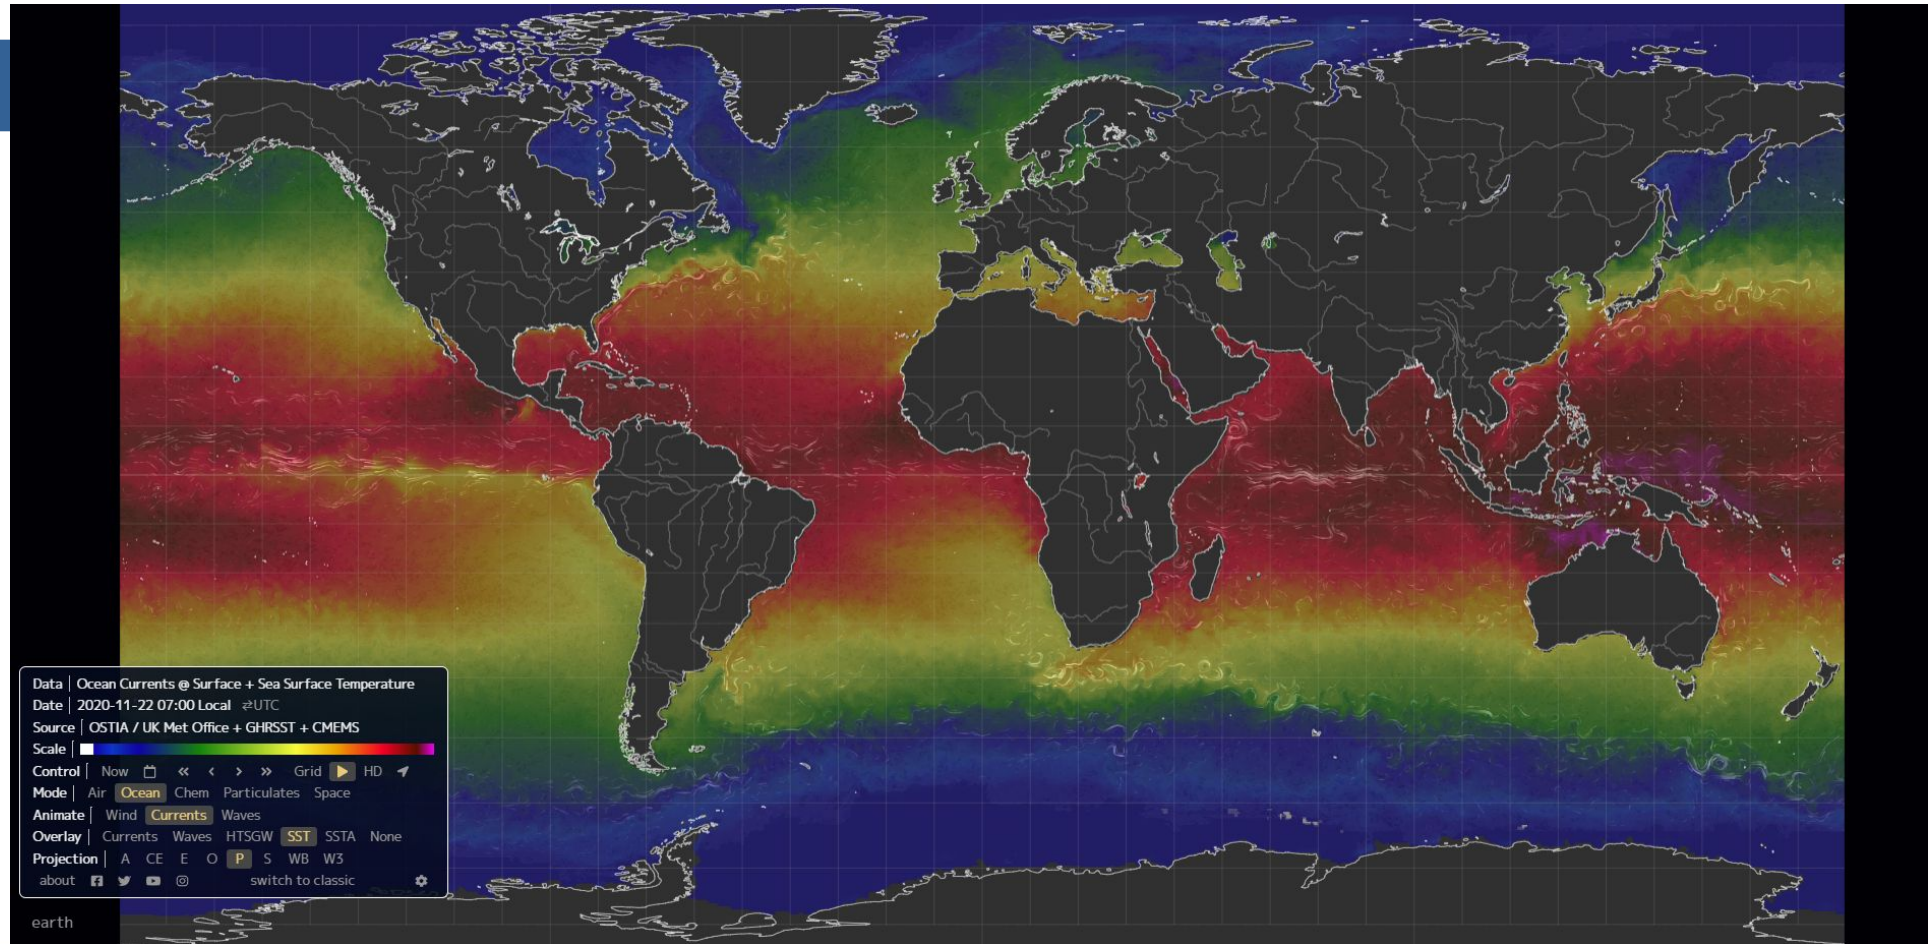 Data | Ocean Currents @ Surface + Sea Surface Temperature
Date | 2020-11-22 07:00 Local ⇄UTC
Source | OSTIA / UK Met Office + GHRSST + CMEMS
Scale |
Control | Now « ‹ › » Grid HD
Mode | Air Ocean Chem Particulates Space
Animate | Wind Currents Waves
Overlay | Currents Waves HTSGW SST SSTA None
Projection | A CE E O P S WB W3
about switch to classic
earth